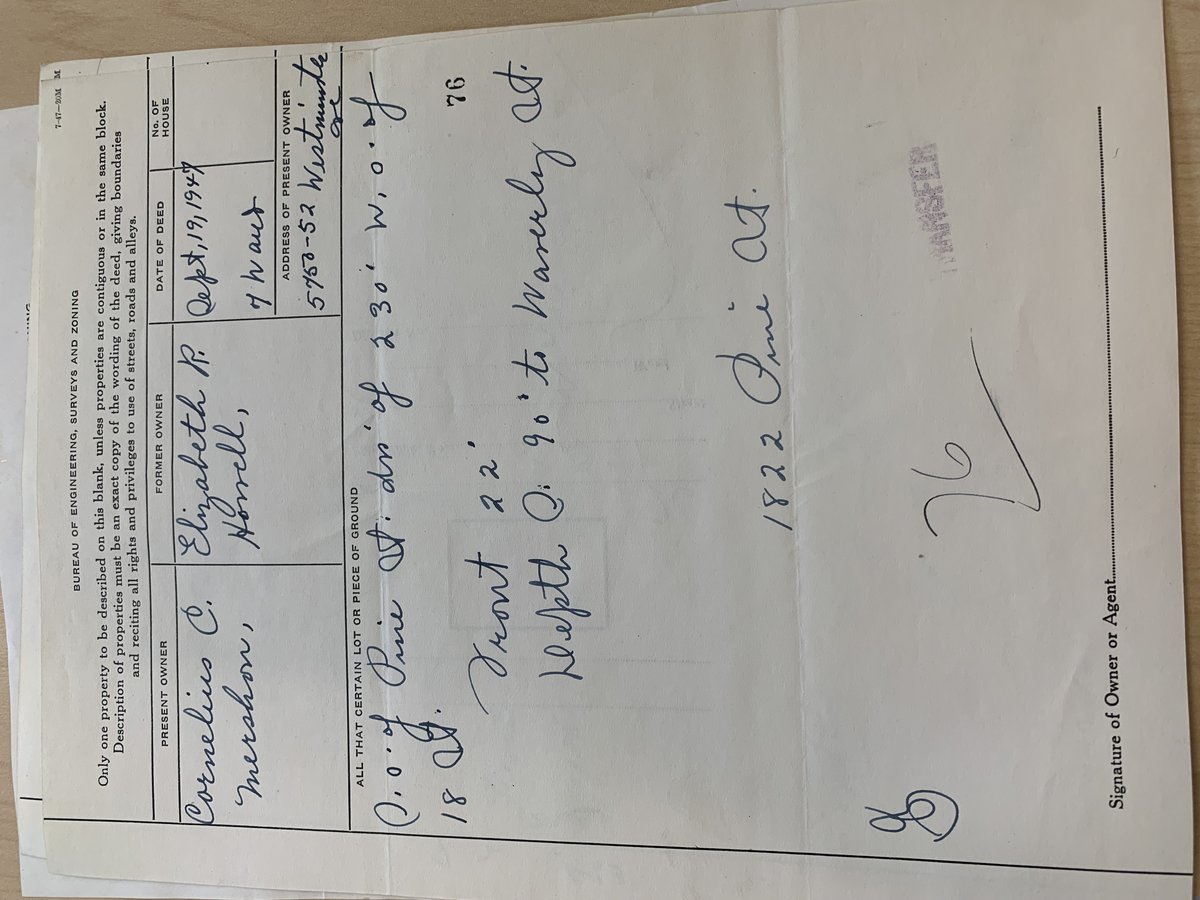 7-47—20M M
BUREAU OF ENGINEERING, SURVEYS AND ZONING
Only one property to be described on this blank, unless properties are contiguous or in the same block.
Description of properties must be an exact copy of the wording of the deed, giving boundaries
and reciting all rights and privileges to use of streets, roads and alleys.
PRESENT OWNER
Cornelius C.
Mershon,
FORMER OWNER
Elizabeth R.
Howell,
DATE OF DEED
Sept, 19, 1947
7 Ward
No. OF
HOUSE
ADDRESS OF PRESENT OWNER
5750-52 Westminster
ave
ALL THAT CERTAIN LOT OR PIECE OF GROUND
S. o. of Pine St. dis' of 230' W. o. of
18 St.
76
Front 22'
Depth S. 90' to Waverly St.
1822 Pine St.
TRANSFER
76
Signature of Owner or Agent